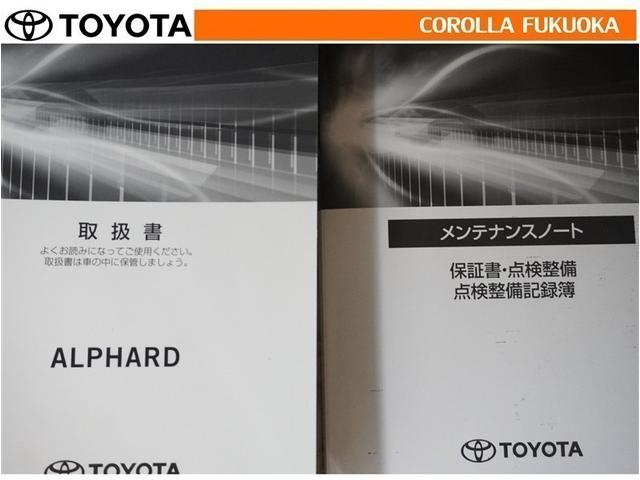 TOYOTA
COROLLA FUKUOKA
取扱書
よくお読みになってご使用ください。
取扱書は車の中に保管しましょう。
ALPHARD
TOYOTA
メンテナンスノート
保証書・点検整備
点検整備記録簿
TOYOTA